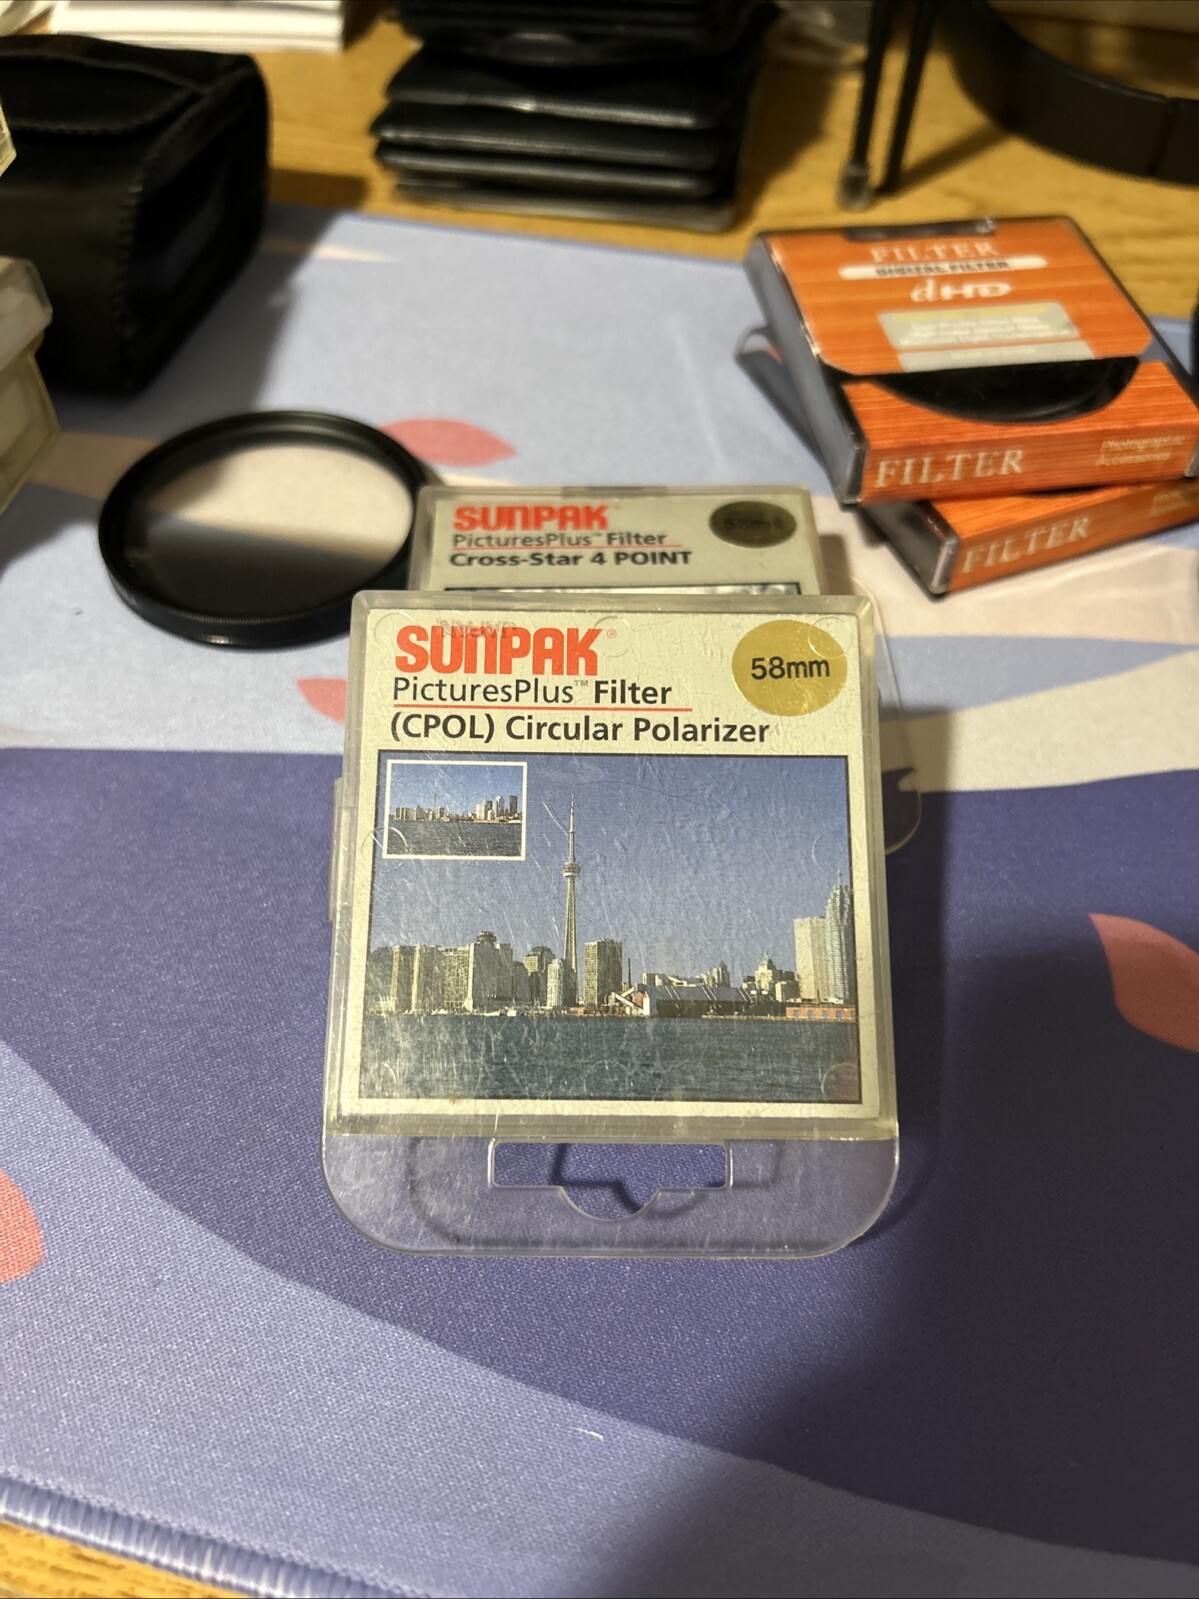 FILTER
DIGITAL FILTER
dHD
FILTER
Photographic
Accessories
FILTER
SUNPAK®
58mm
PicturesPlus™ Filter
Cross-Star 4 POINT
SUNPAK®
58mm
PicturesPlus™ Filter
(CPOL) Circular Polarizer